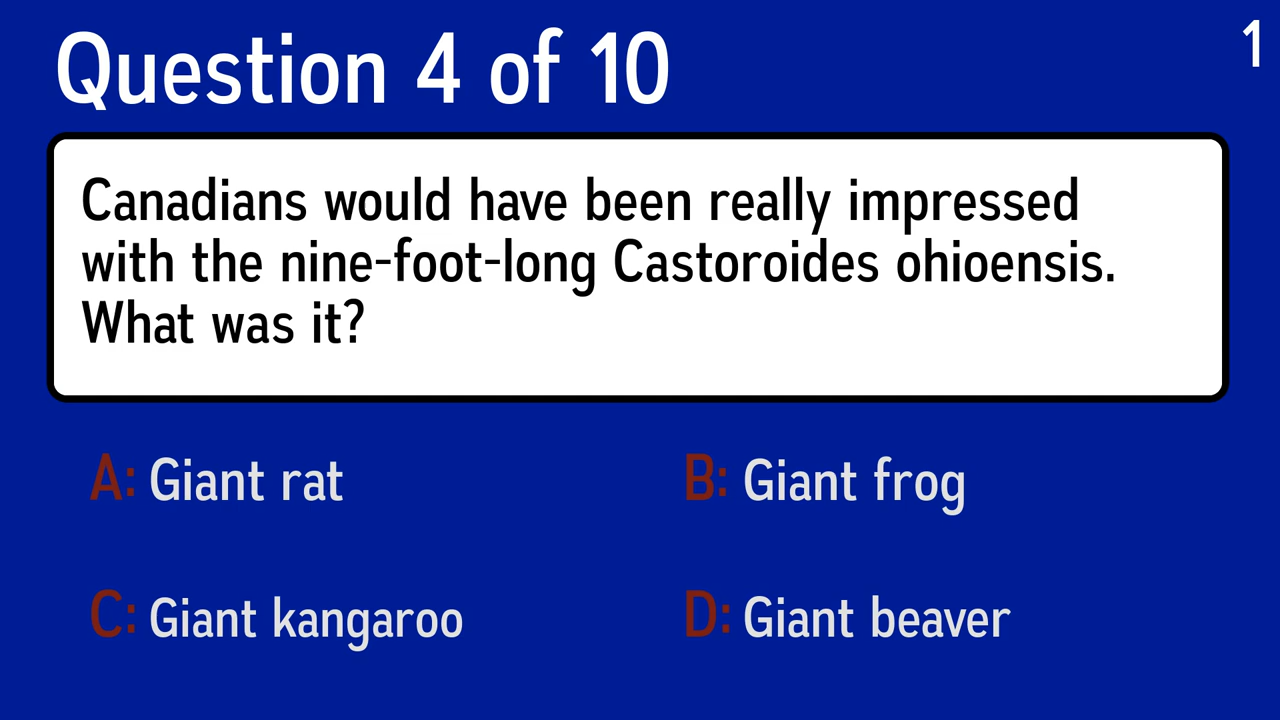 Question 4 of 10
1
Canadians would have been really impressed
with the nine-foot-long Castoroides ohioensis.
What was it?
A: Giant rat
B: Giant frog
C: Giant kangaroo
D: Giant beaver